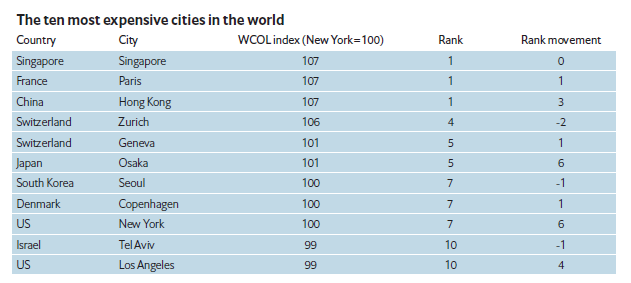 The ten most expensive cities in the world
Country City WCOL index (New York=100) Rank Rank movement
Singapore Singapore 107 1 0
France Paris 107 1 1
China Hong Kong 107 1 3
Switzerland Zurich 106 4 -2
Switzerland Geneva 101 5 1
Japan Osaka 101 5 6
South Korea Seoul 100 7 -1
Denmark Copenhagen 100 7 1
US New York 100 7 6
Israel Tel Aviv 99 10 -1
US Los Angeles 99 10 4